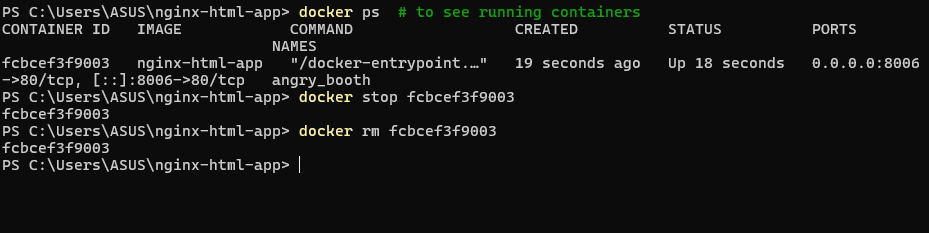 PS C:\Users\ASUS\nginx-html-app> docker ps  # to see running containers
CONTAINER ID   IMAGE            COMMAND                  CREATED          STATUS          PORTS
                                NAMES
fcbcef3f9003   nginx-html-app   "/docker-entrypoint.…"   19 seconds ago   Up 18 seconds   0.0.0.0:8006
->80/tcp, [::]:8006->80/tcp   angry_booth
PS C:\Users\ASUS\nginx-html-app> docker stop fcbcef3f9003
fcbcef3f9003
PS C:\Users\ASUS\nginx-html-app> docker rm fcbcef3f9003
fcbcef3f9003
PS C:\Users\ASUS\nginx-html-app>